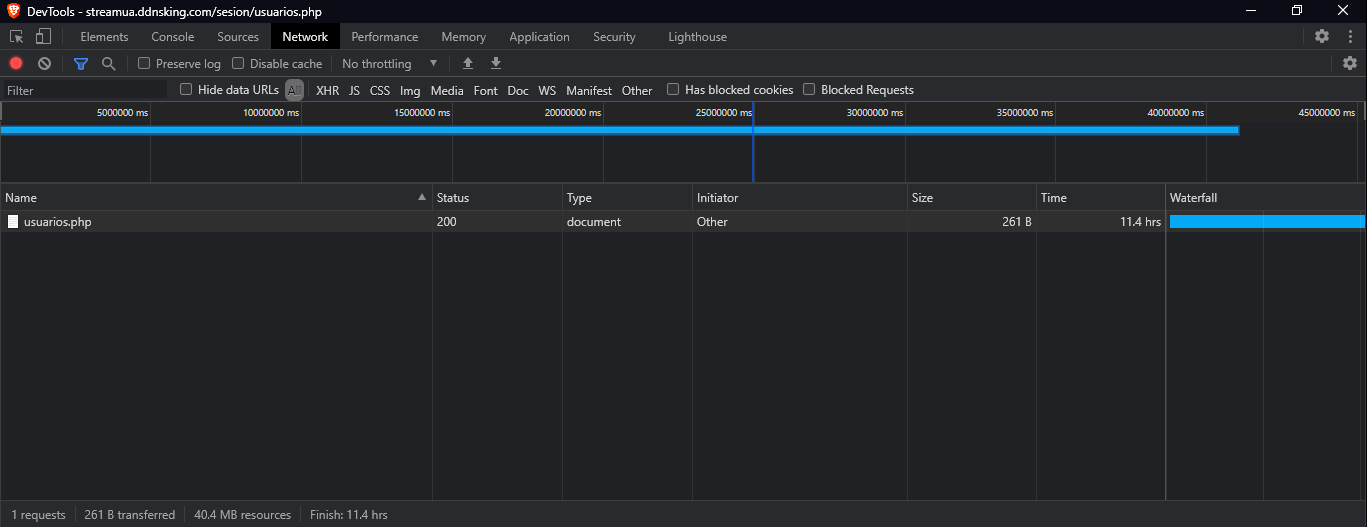 DevTools - streamua.ddnsking.com/sesion/usuarios.php
Elements Console Sources Network Performance Memory Application Security Lighthouse
Preserve log Disable cache No throttling
Filter Hide data URLs All XHR JS CSS Img Media Font Doc WS Manifest Other Has blocked cookies Blocked Requests
5000000 ms 10000000 ms 15000000 ms 20000000 ms 25000000 ms 30000000 ms 35000000 ms 40000000 ms 45000000 ms
Name Status Type Initiator Size Time Waterfall
usuarios.php 200 document Other 261 B 11.4 hrs
1 requests 261 B transferred 40.4 MB resources Finish: 11.4 hrs